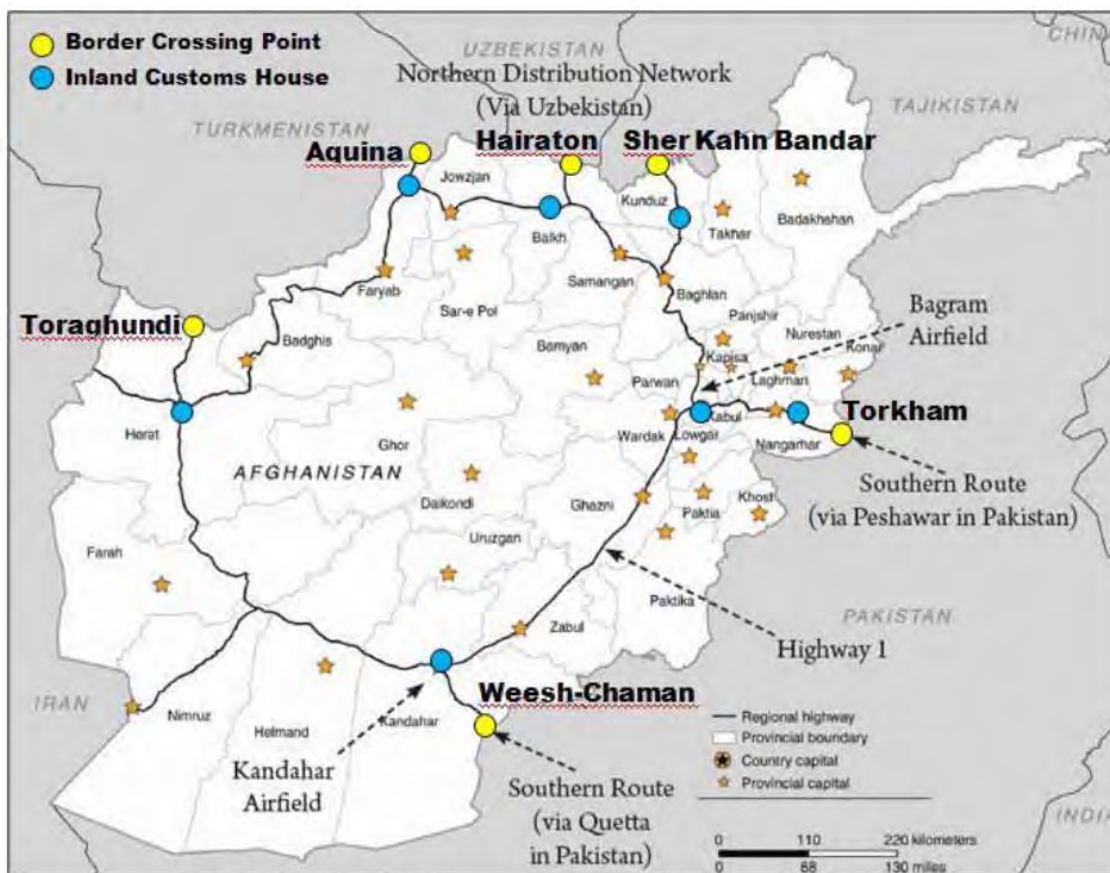 Border Crossing Point
Inland Customs House
UZBEKISTAN
CHIN
Northern Distribution Network
(Via Uzbekistan)
TAJIKISTAN
TURKMENISTAN
Aquina
Hairaton
Sher Kahn Bandar
Jowzjan
Kunduz
Balkh
Takhar
Badakhshan
Faryab
Samangan
Baghlan
Sar-e Pol
Bagram
Airfield
Toraghundi
Badghis
Panjshir
Nurestan
Konar
Bamyan
Kapisa
Parwan
Laghman
Torkham
Kabul
Herat
Wardak
Lowgar
Nangarhar
Ghor
AFGHANISTAN
Southern Route
(via Peshawar in Pakistan)
Daikondi
Ghazni
Paktia
Khost
Uruzgan
Farah
Paktika
PAKISTAN
Zabul
Highway 1
IRAN
Weesh-Chaman
Nimruz
Helmand
Kandahar
Regional highway
Provincial boundary
Country capital
Provincial capital
Kandahar
Airfield
Southern Route
(via Quetta
in Pakistan)
INDIA
0 110 220 kilometers
0 68 130 miles